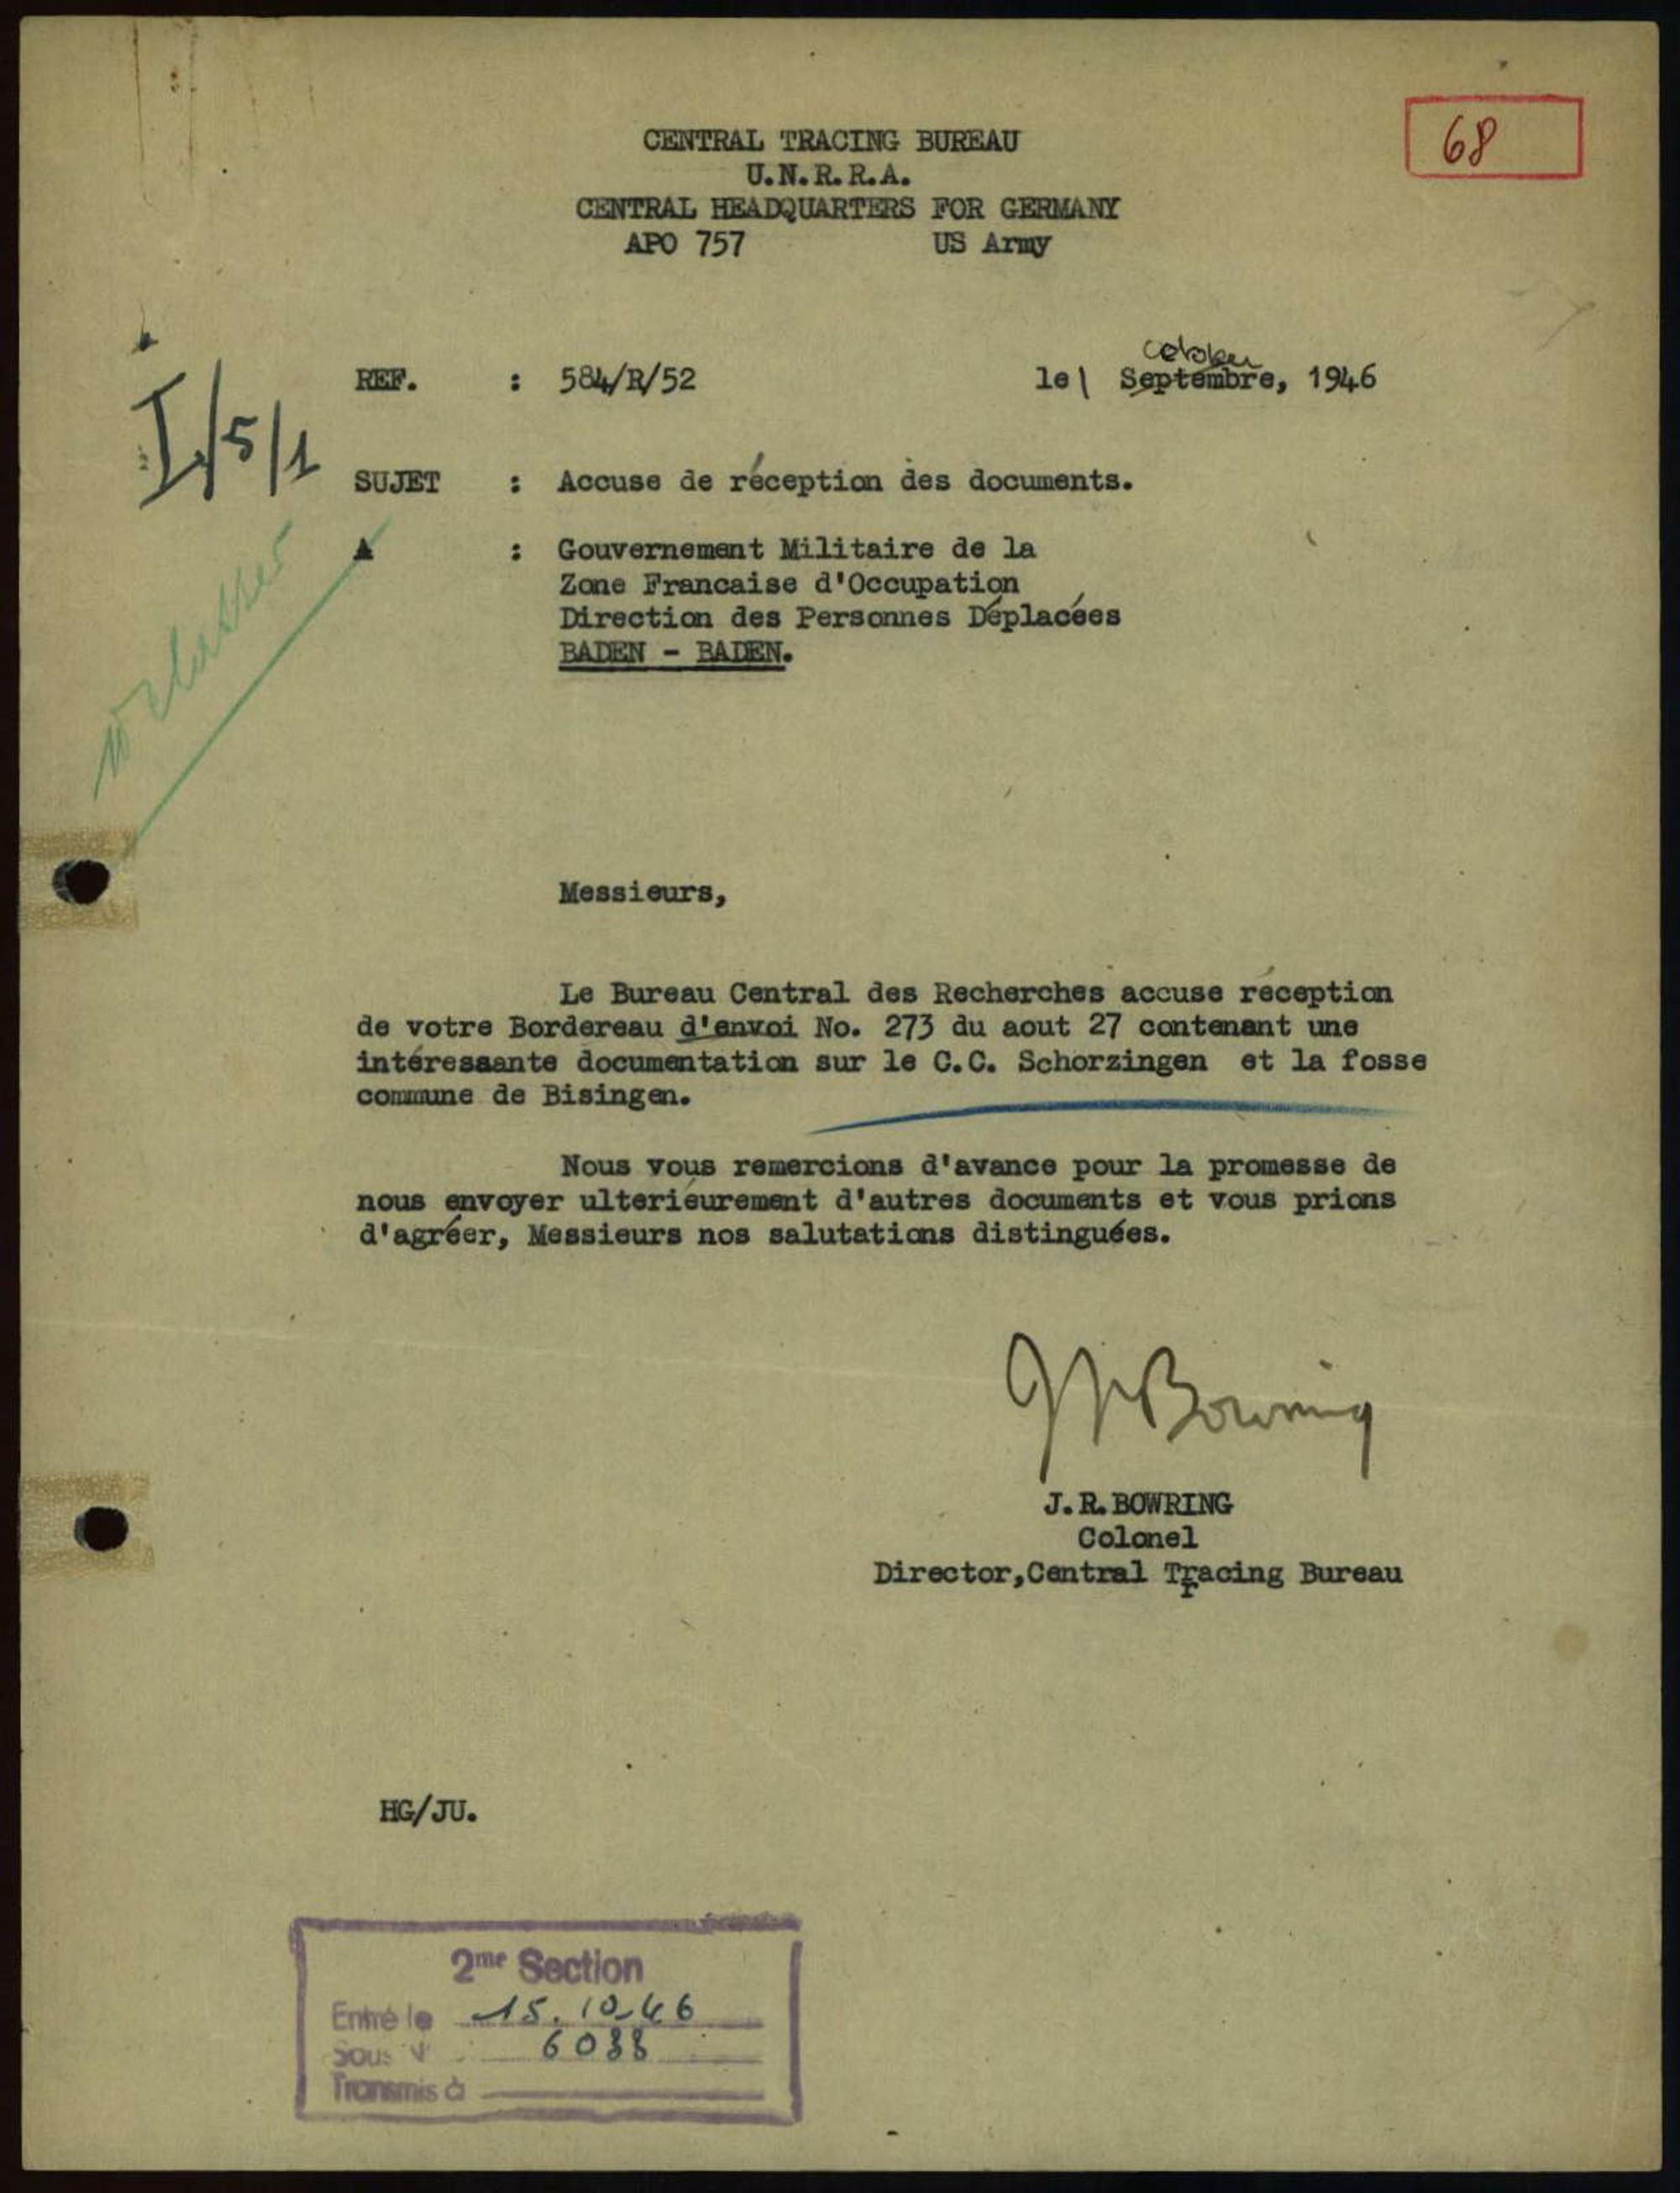 68
CENTRAL TRACING BUREAU
U.N.R.R.A.
CENTRAL HEADQUARTERS FOR GERMANY
APO 757 US Army
October
REF. : 584/R/52 le 1 Septembre, 1946
I/5/1
SUJET : Accuse de réception des documents.
A : Gouvernement Militaire de la
Zone Francaise d'Occupation
Direction des Personnes Déplacées
BADEN - BADEN.
Messieurs,
Le Bureau Central des Recherches accuse réception
de votre Bordereau d'envoi No. 273 du aout 27 contenant une
intéressante documentation sur le C.C. Schorzingen et la fosse
commune de Bisingen.
Nous vous remercions d'avance pour la promesse de
nous envoyer ulteriéurement d'autres documents et vous prions
d'agréer, Messieurs nos salutations distinguées.
J R Bowring
J.R.BOWRING
Colonel
Director,Central Tracing Bureau
HG/JU.
2me Section
Entré le 15.10.46
Sous N° 6088
Transmis à